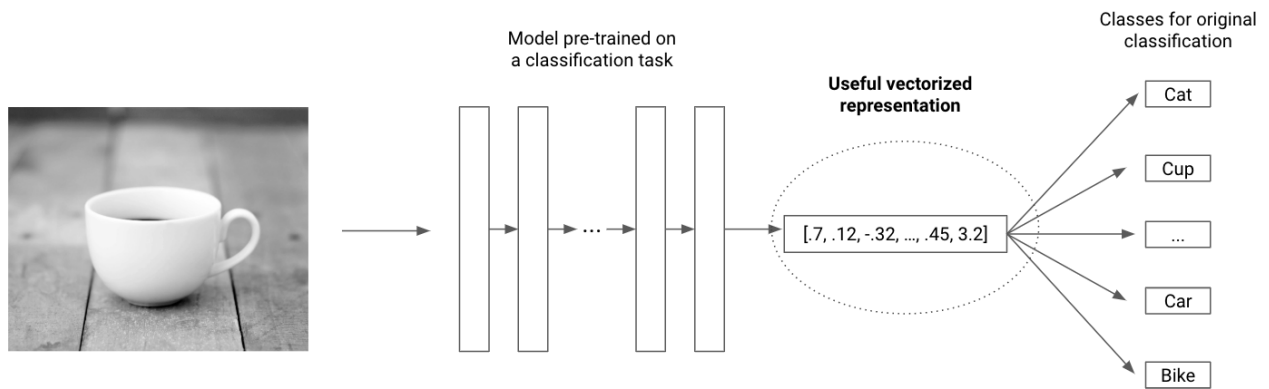 Model pre-trained on
a classification task
Useful vectorized
representation
Classes for original
classification
...
[.7, .12, -.32, ..., .45, 3.2]
Cat
Cup
...
Car
Bike